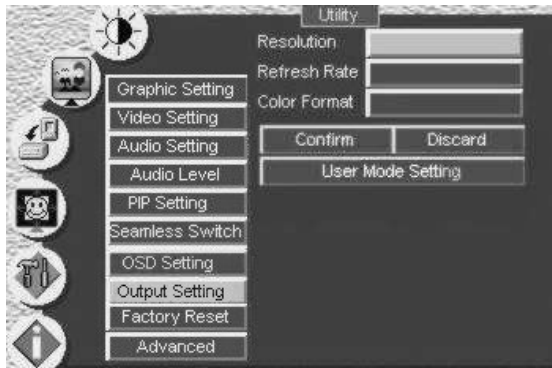 Utility
Resolution
Refresh Rate
Color Format
Confirm Discard
User Mode Setting
Graphic Setting
Video Setting
Audio Setting
Audio Level
PIP Setting
Seamless Switch
OSD Setting
Output Setting
Factory Reset
Advanced